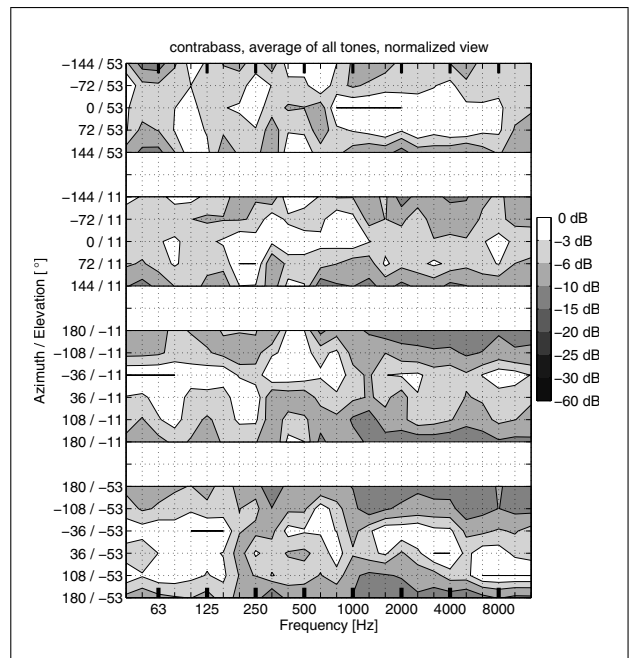 contrabass, average of all tones, normalized view
−144 / 53
−72 / 53
0 / 53
72 / 53
144 / 53
−144 / 11
−72 / 11
0 / 11
72 / 11
144 / 11
180 / −11
−108 / −11
−36 / −11
36 / −11
108 / −11
180 / −11
180 / −53
−108 / −53
−36 / −53
36 / −53
108 / −53
180 / −53
Azimuth / Elevation [ ° ]
63 125 250 500 1000 2000 4000 8000
Frequency [Hz]
0 dB
−3 dB
−6 dB
−10 dB
−15 dB
−20 dB
−25 dB
−30 dB
−60 dB